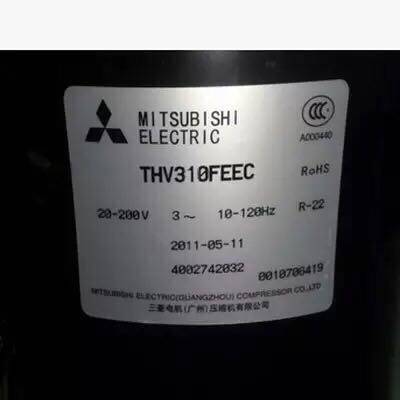 MITSUBISHI
ELECTRIC
CCC
A000440
THV310FEEC
RoHS
20-200V 3～ 10-120Hz R-22
2011-05-11
4002742032 0010706419
MITSUBISHI ELECTRIC(GUANGZHOU) COMPRESSOR CO.,LTD
三菱电机(广州)压缩机有限公司